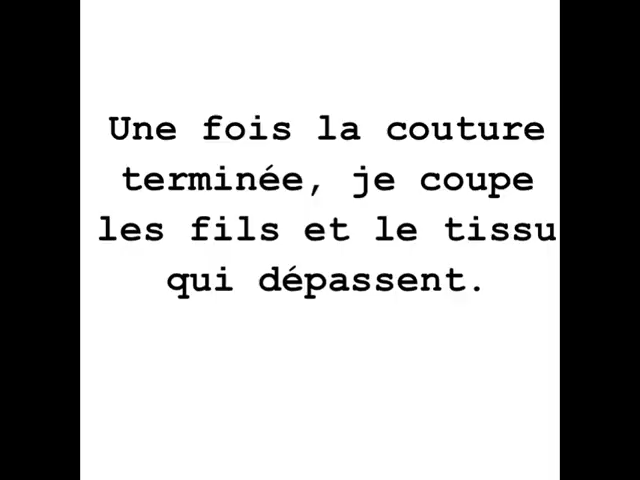 Une fois la couture
terminée, je coupe
les fils et le tissu
qui dépassent.